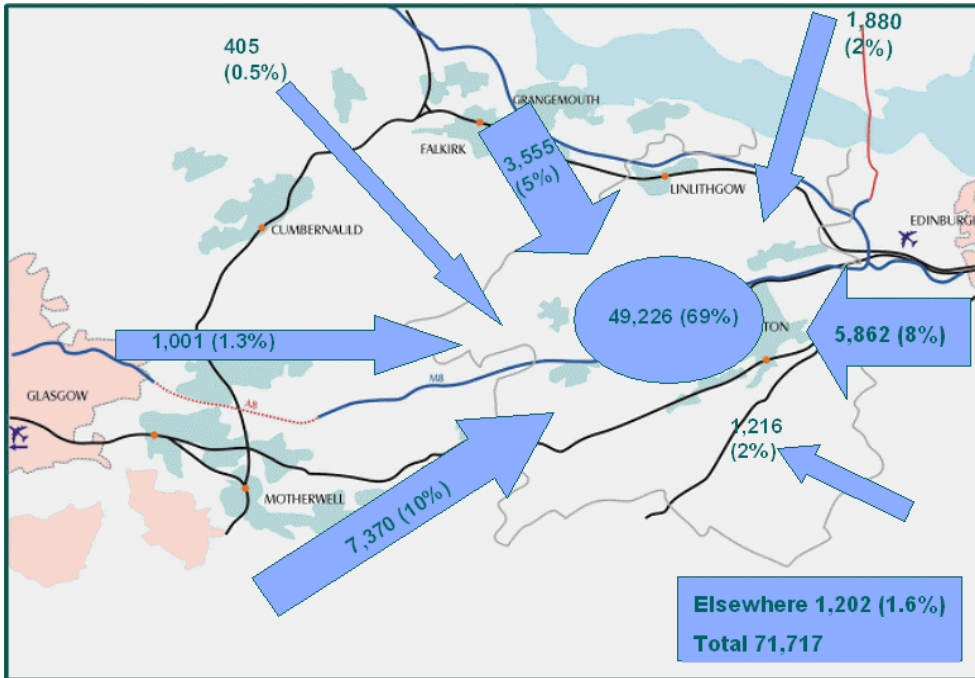 1,880
(2%)
405
(0.5%)
GRANGEMOUTH
FALKIRK
3,555
(5%)
LINLITHGOW
EDINBURGH
CUMBERNAULD
49,226 (69%)
TON
5,862 (8%)
1,001 (1.3%)
M8
GLASGOW
A8
1,216
(2%)
MOTHERWELL
7,370 (10%)
Elsewhere 1,202 (1.6%)
Total 71,717